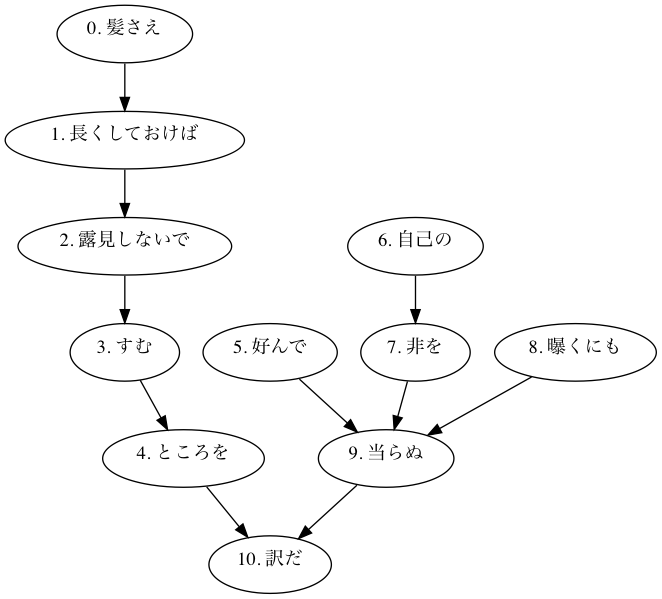 0. 髪さえ
1. 長くしておけば
2. 露見しないで
6. 自己の
3. すむ
5. 好んで
7. 非を
8. 曝くにも
4. ところを
9. 当らぬ
10. 訳だ